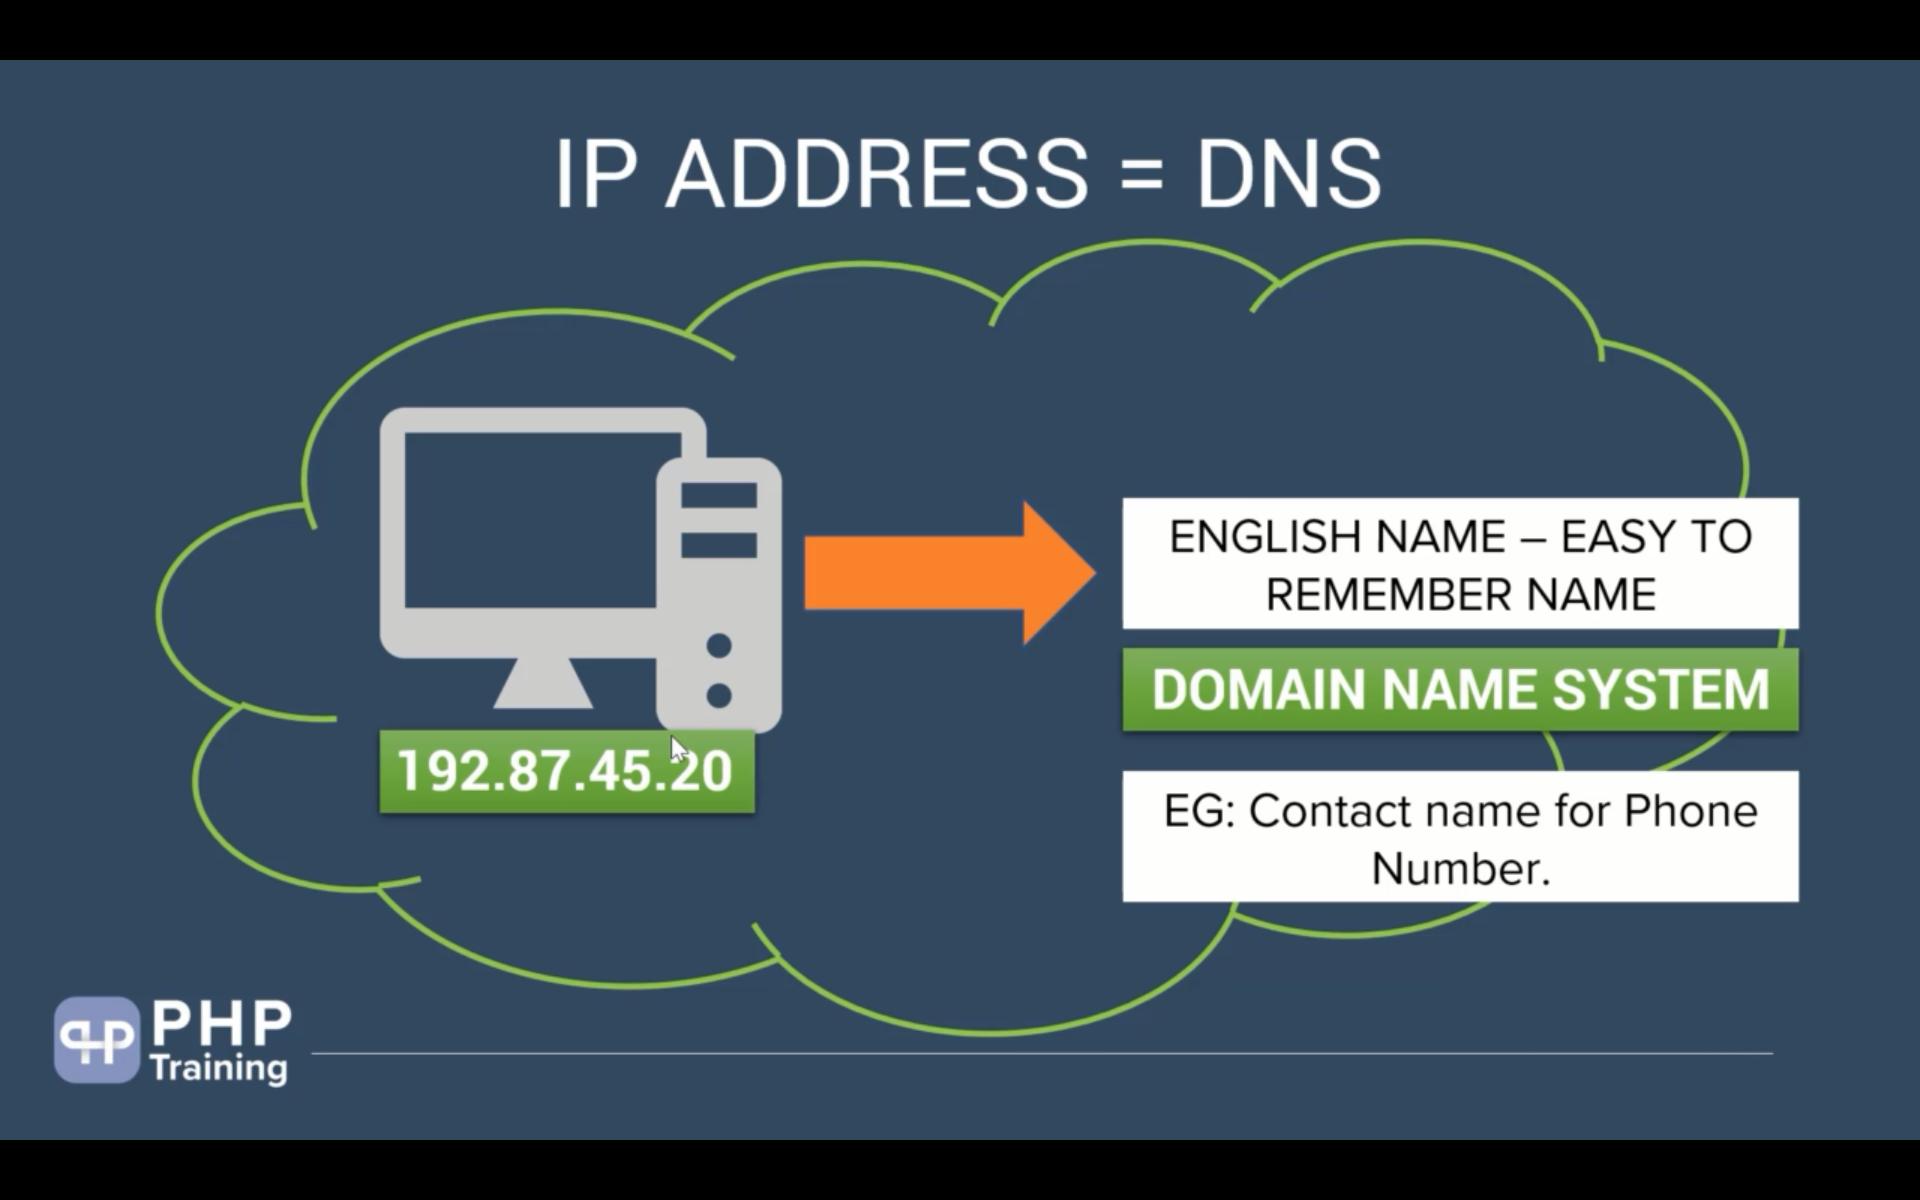 IP ADDRESS = DNS
ENGLISH NAME – EASY TO
REMEMBER NAME
DOMAIN NAME SYSTEM
192.87.45.20
EG: Contact name for Phone
Number.
php
PHP
Training